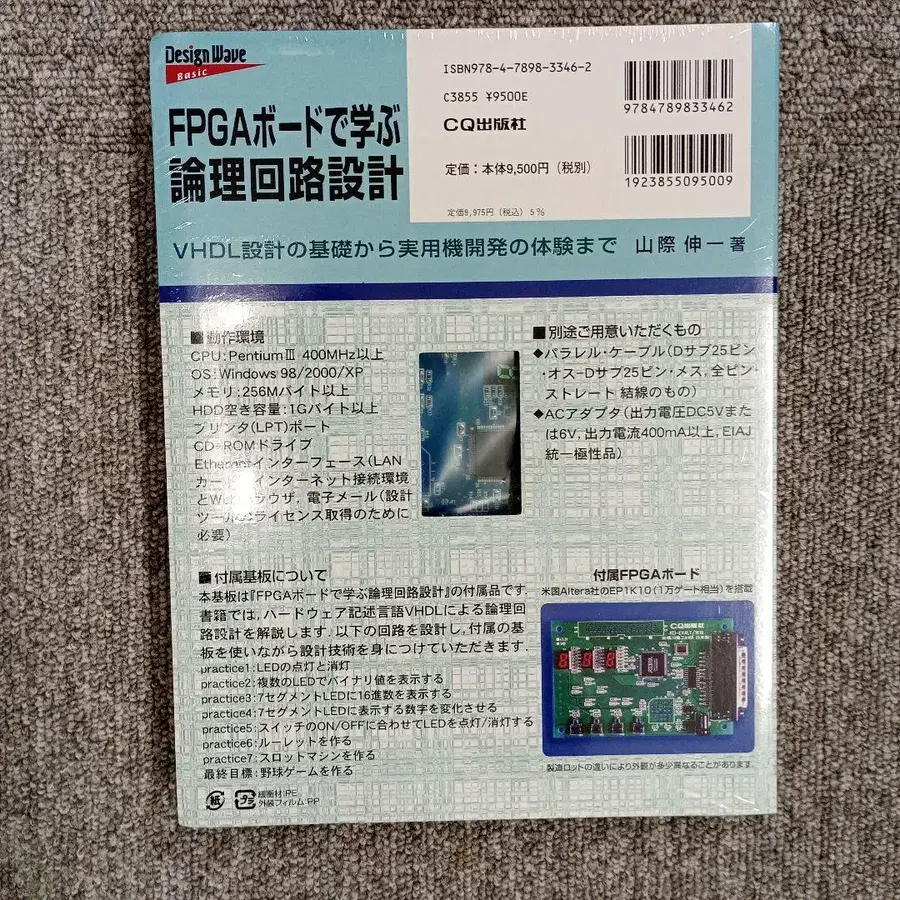 Design Wave
Basic
FPGAボードで学ぶ
論理回路設計
ISBN978-4-7898-3346-2
C3855 ¥9500E
CQ出版社
定価：本体9,500円（税別）
定価9,975円（税込）5%
9784789833462
1923855095009
VHDL設計の基礎から実用機開発の体験まで 山際 伸一 著
■動作環境
CPU：PentiumⅢ 400MHz以上
OS：Windows 98/2000/XP
メモリ：256Mバイト以上
HDD空き容量：1Gバイト以上
プリンタ(LPT)ポート
CD-ROMドライブ
Ethernetインターフェース（LAN
カード），インターネット接続環境
とWebブラウザ，電子メール（設計
ツールのライセンス取得のために
必要）
■別途ご用意いただくもの
◆パラレル・ケーブル（Dサブ25ピン
・オス－Dサブ25ピン・メス，全ピン
ストレート 結線のもの）
◆ACアダプタ（出力電圧DC5Vまた
は6V，出力電流400mA以上，EIAJ
統一極性品）
■付属基板について
本基板は『FPGAボードで学ぶ論理回路設計』の付属品です．
書籍では，ハードウェア記述言語VHDLによる論理回
路設計を解説します．以下の回路を設計し，付属の基
板を使いながら設計技術を身につけていただきます．
practice1：LEDの点灯と消灯
practice2：複数のLEDでバイナリ値を表示する
practice3：7セグメントLEDに16進数を表示する
practice4：7セグメントLEDに表示する数字を変化させる
practice5：スイッチのON/OFFに合わせてLEDを点灯/消灯する
practice6：ルーレットを作る
practice7：スロットマシンを作る
最終目標：野球ゲームを作る
付属FPGAボード
米国Altera社のEP1K10（1万ゲート相当）を搭載
CQ出版社
製造ロットの違いにより外観が多少異なることがあります
紙
プラ
緩衝材：PE
外装フィルム：PP